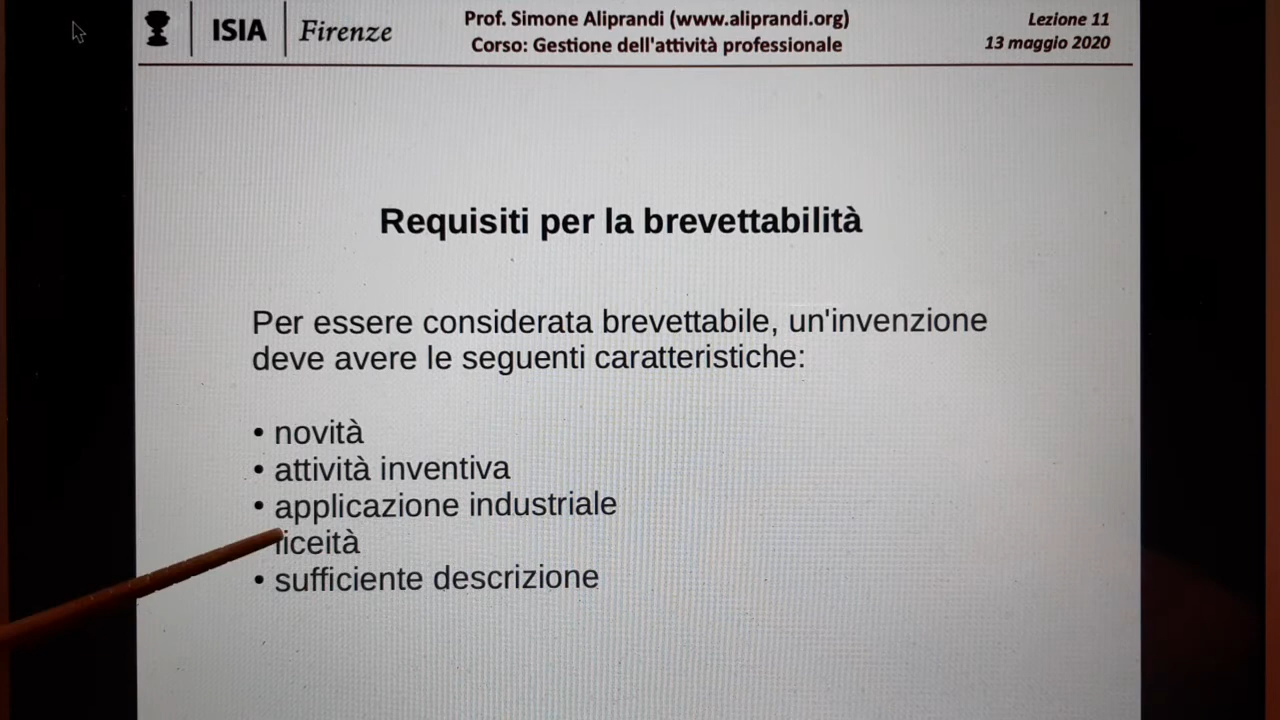 ISIA Firenze
Prof. Simone Aliprandi (www.aliprandi.org)
Corso: Gestione dell'attività professionale
Lezione 11
13 maggio 2020
Requisiti per la brevettabilità
Per essere considerata brevettabile, un'invenzione
deve avere le seguenti caratteristiche:
• novità
• attività inventiva
• applicazione industriale
liceità
• sufficiente descrizione